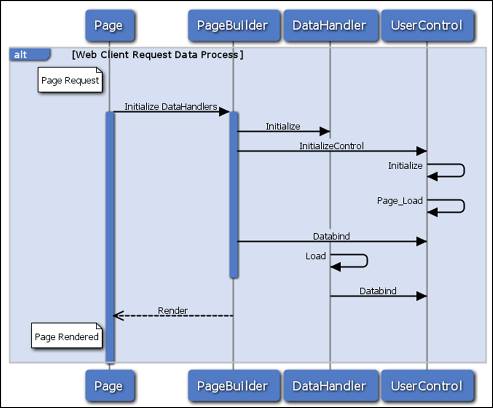 Page PageBuilder DataHandler UserControl
alt [Web Client Request Data Process]
Page Request
Initialize DataHandlers
Initialize
InitializeControl
Initialize
Page_Load
Databind
Load
Databind
Render
Page Rendered
Page PageBuilder DataHandler UserControl